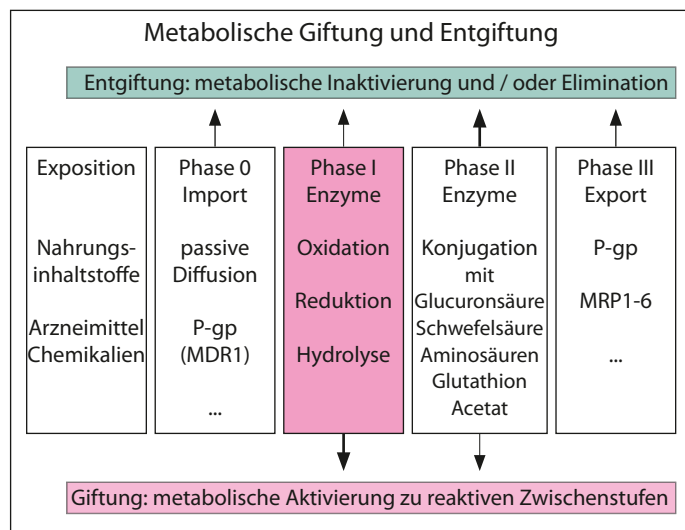 Metabolische Giftung und Entgiftung
Entgiftung: metabolische Inaktivierung und / oder Elimination
Exposition
Nahrungs-
inhaltstoffe
Arzneimittel
Chemikalien
Phase 0
Import
passive
Diffusion
P-gp
(MDR1)
...
Phase I
Enzyme
Oxidation
Reduktion
Hydrolyse
Phase II
Enzyme
Konjugation
mit
Glucuronsäure
Schwefelsäure
Aminosäuren
Glutathion
Acetat
Phase III
Export
P-gp
MRP1-6
...
Giftung: metabolische Aktivierung zu reaktiven Zwischenstufen